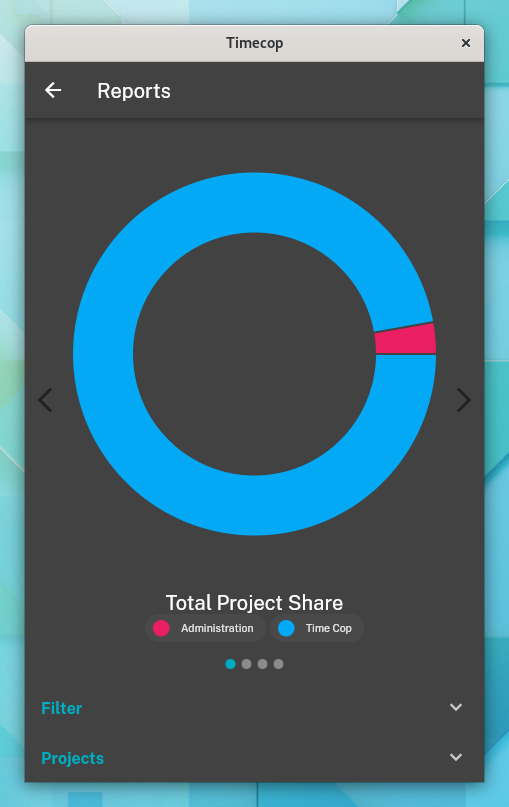 Timecop
Reports
Total Project Share
Administration
Time Cop
Filter
Projects